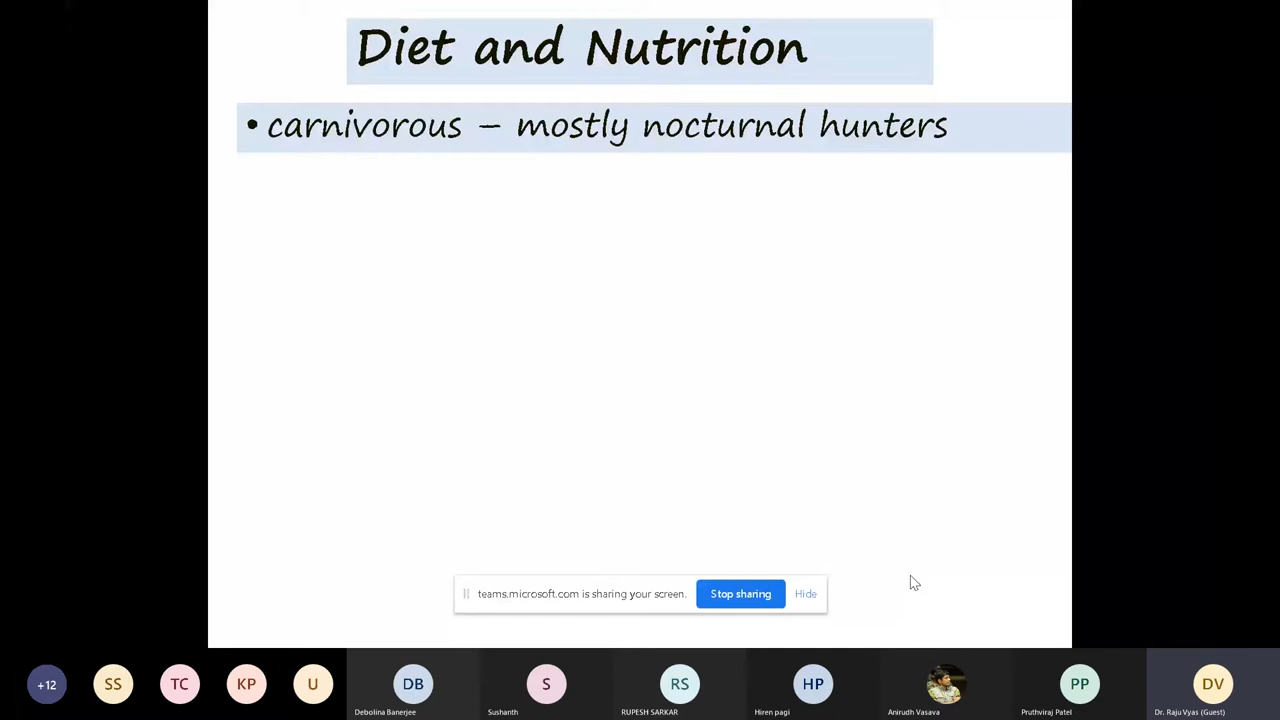 Diet and Nutrition
• carnivorous – mostly nocturnal hunters
teams.microsoft.com is sharing your screen. Stop sharing Hide
+12 SS TC KP U DB S RS HP PP DV
Debolina Banerjee Sushanth RUPESH SARKAR Hiren pagi Anirudh Vasava Pruthviraj Patel Dr. Raju Vyas (Guest)